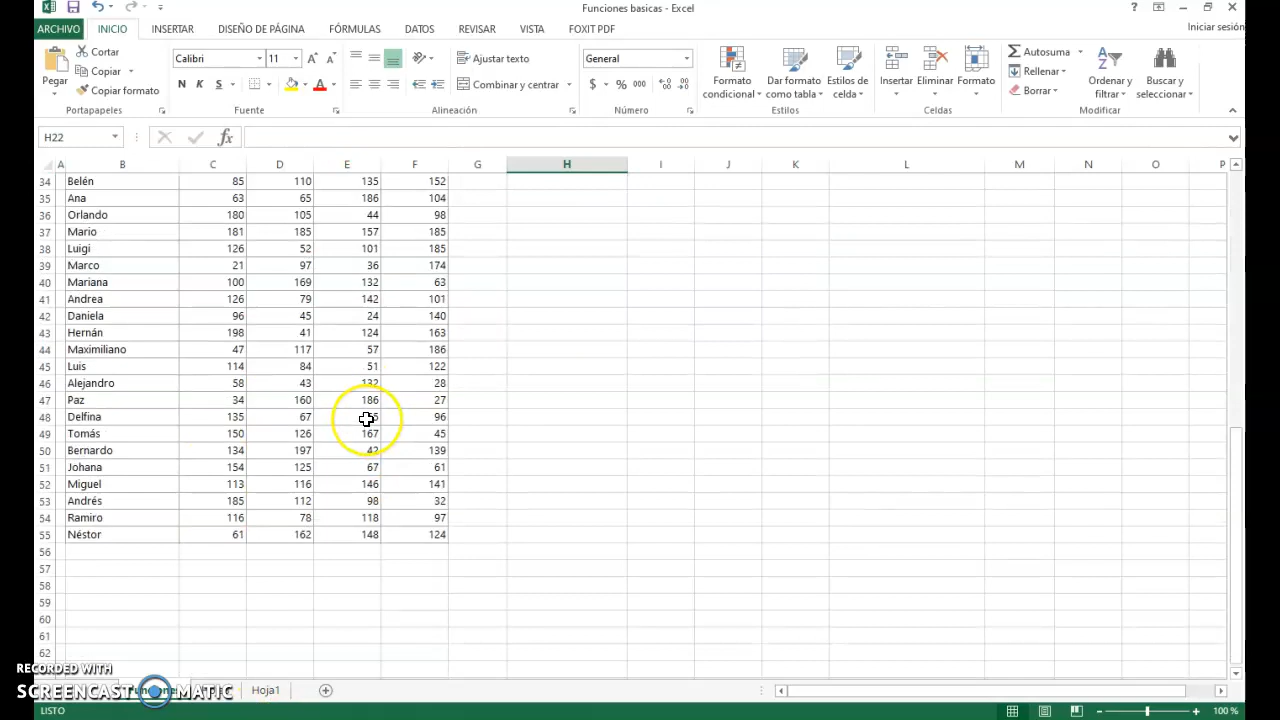 Funciones basicas - Excel
Iniciar sesión
ARCHIVO INICIO INSERTAR DISEÑO DE PÁGINA FÓRMULAS DATOS REVISAR VISTA FOXIT PDF
Pegar
Cortar
Copiar
Copiar formato
Portapapeles
Calibri 11
N K S
Fuente
Ajustar texto
Combinar y centrar
Alineación
General
$ % 000
Número
Formato condicional
Dar formato como tabla
Estilos de celda
Estilos
Insertar
Eliminar
Formato
Celdas
Autosuma
Rellenar
Borrar
Ordenar y filtrar
Buscar y seleccionar
Modificar
H22 fx
A B C D E F G H I J K L M N O P
34 Belén 85 110 135 152
35 Ana 63 65 186 104
36 Orlando 180 105 44 98
37 Mario 181 185 157 185
38 Luigi 126 52 101 185
39 Marco 21 97 36 174
40 Mariana 100 169 132 63
41 Andrea 126 79 142 101
42 Daniela 96 45 24 140
43 Hernán 198 41 124 163
44 Maximiliano 47 117 57 186
45 Luis 114 84 51 122
46 Alejandro 58 43 132 28
47 Paz 34 160 186 27
48 Delfina 135 67 96
49 Tomás 150 126 167 45
50 Bernardo 134 197 42 139
51 Johana 154 125 67 61
52 Miguel 113 116 146 141
53 Andrés 185 112 98 32
54 Ramiro 116 78 118 97
55 Néstor 61 162 148 124
56
57
58
59
60
61
62
RECORDED WITH
SCREENCAST MATIC
Hoja1
LISTO
100 %